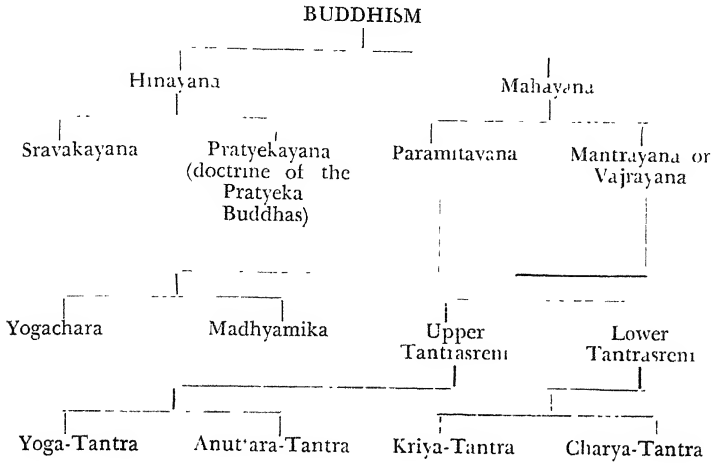 BUDDHISM
Hinayana Mahayana
Sravakayana Pratyekayana Paramitayana Mantrayana or
(doctrine of the Vajrayana
Pratyeka
Buddhas)
Yogachara Madhyamika Upper Lower
Tantrasreni Tantrasreni
Yoga-Tantra Anuttara-Tantra Kriya-Tantra Charya-Tantra